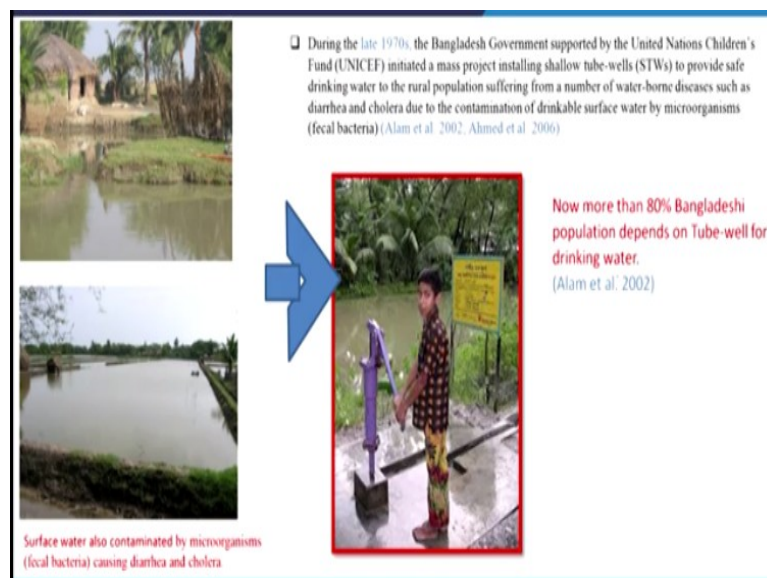 ❑ During the late 1970s, the Bangladesh Government supported by the United Nations Children's
Fund (UNICEF) initiated a mass project installing shallow tube-wells (STWs) to provide safe
drinking water to the rural population suffering from a number of water-borne diseases such as
diarrhea and cholera due to the contamination of drinkable surface water by microorganisms
(fecal bacteria) (Alam et al 2002, Ahmed et al 2006)
Now more than 80% Bangladeshi
population depends on Tube-well for
drinking water.
(Alam et al. 2002)
Surface water also contaminated by microorganisms
(fecal bacteria) causing diarrhea and cholera